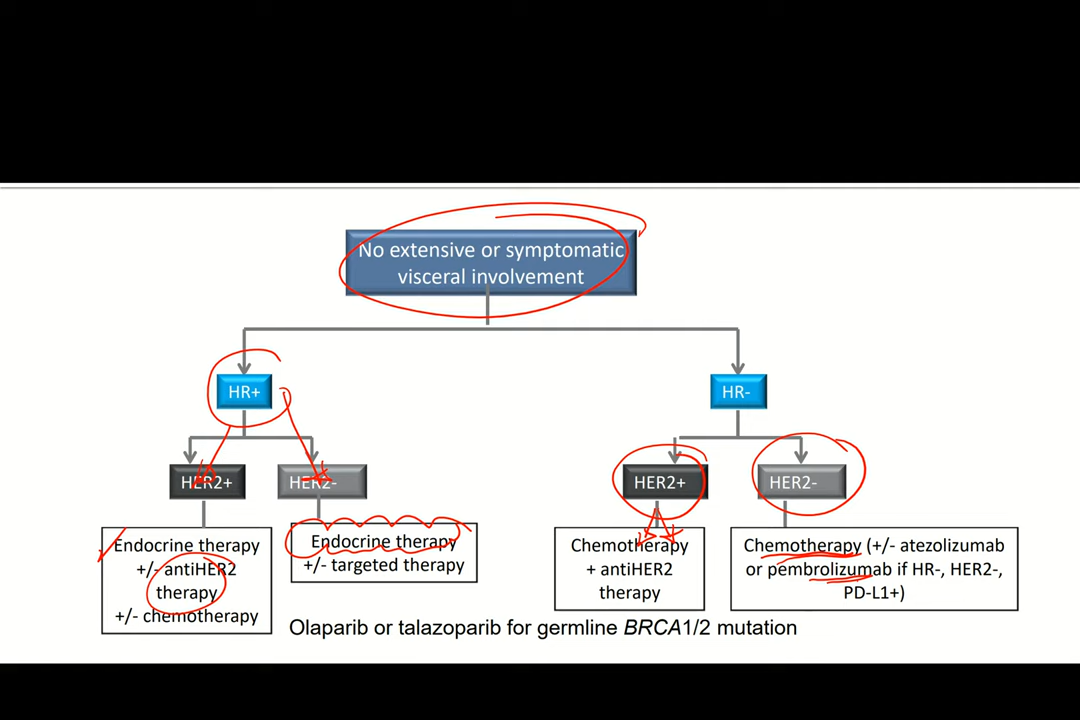 No extensive or symptomatic
visceral involvement
HR+
HR-
HER2+
HER2-
HER2+
HER2-
Endocrine therapy
+/- antiHER2
therapy
+/- chemotherapy
Endocrine therapy
+/- targeted therapy
Chemotherapy
+ antiHER2
therapy
Chemotherapy (+/- atezolizumab
or pembrolizumab if HR-, HER2-,
PD-L1+)
Olaparib or talazoparib for germline BRCA1/2 mutation